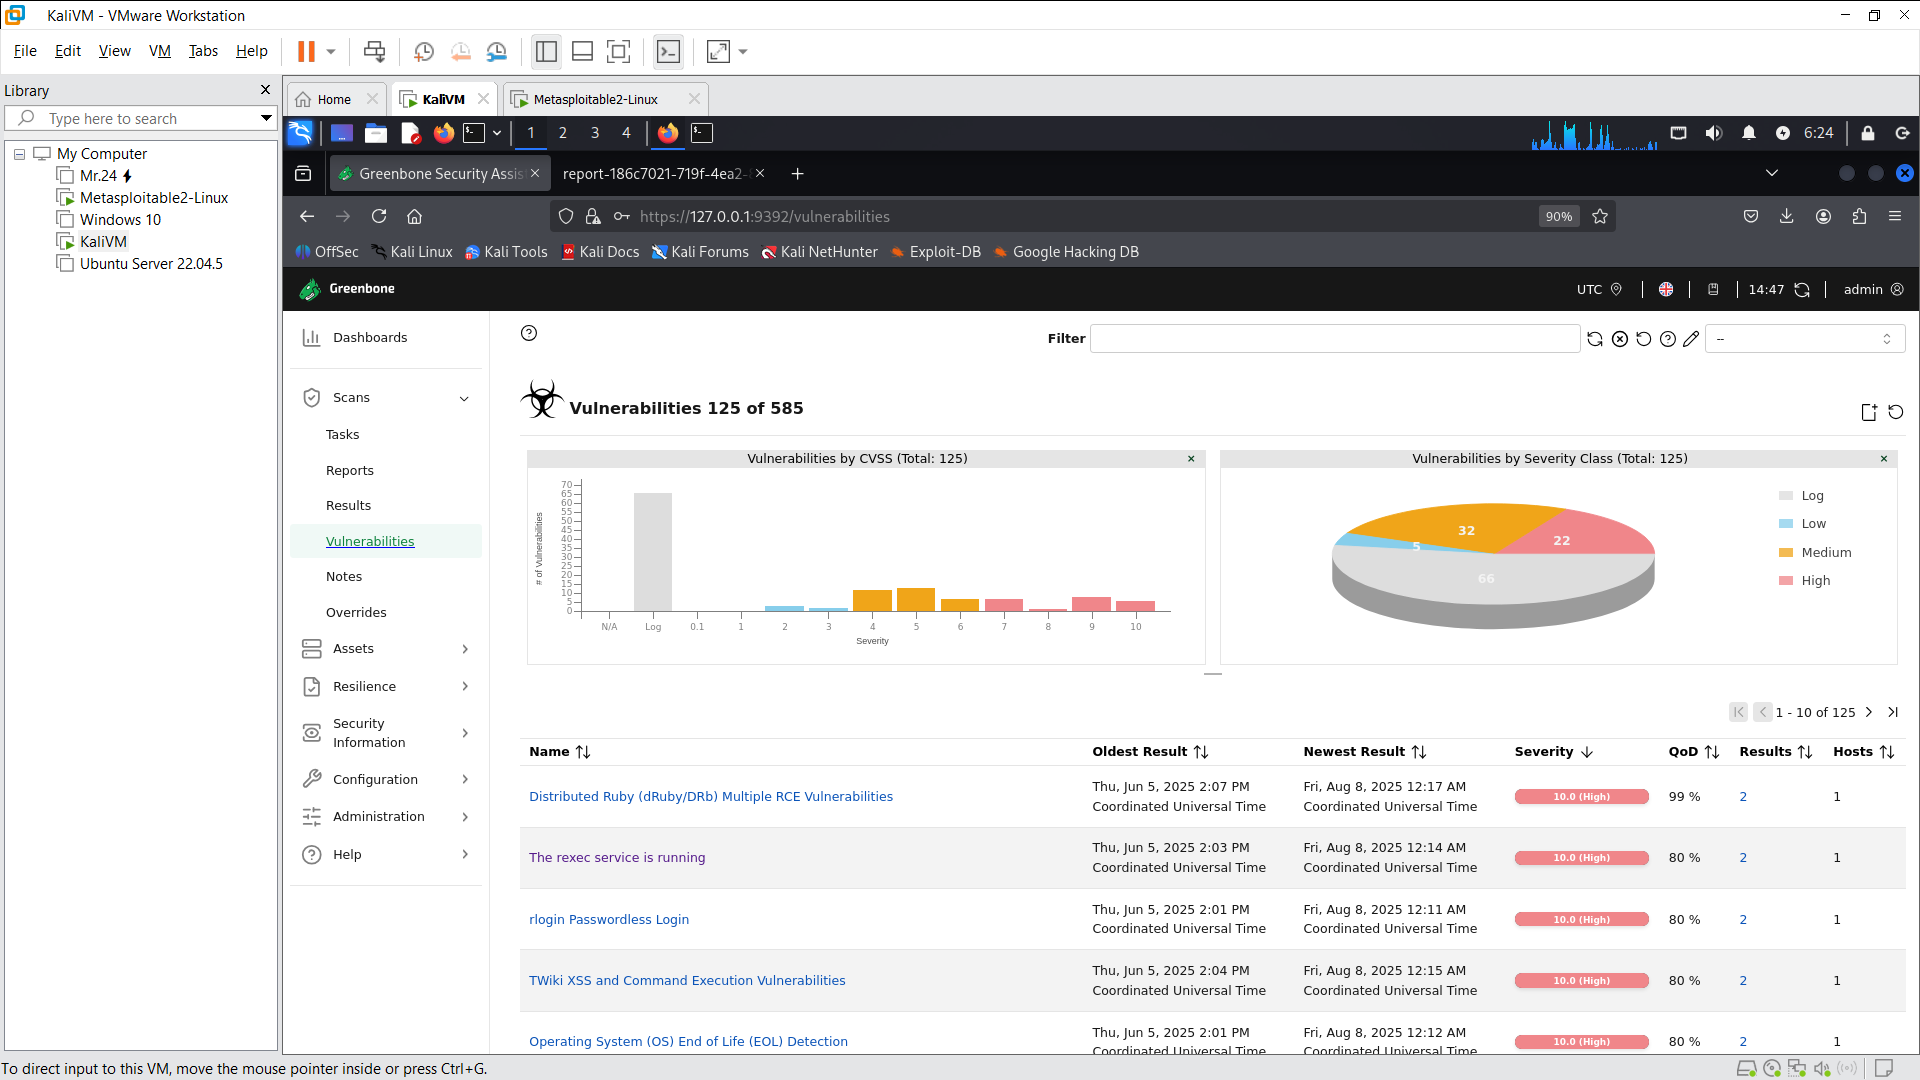 KaliVM - VMware Workstation
File Edit View VM Tabs Help
Library
Type here to search
My Computer
Mr.24
Metasploitable2-Linux
Windows 10
KaliVM
Ubuntu Server 22.04.5
Home KaliVM Metasploitable2-Linux
1 2 3 4 6:24
Greenbone Security Assis report-186c7021-719f-4ea2-
https://127.0.0.1:9392/vulnerabilities 90%
OffSec Kali Linux Kali Tools Kali Docs Kali Forums Kali NetHunter Exploit-DB Google Hacking DB
Greenbone UTC 14:47 admin
Dashboards
Scans
Tasks
Reports
Results
Vulnerabilities
Notes
Overrides
Assets
Resilience
Security
Information
Configuration
Administration
Help
Filter --
Vulnerabilities 125 of 585
Vulnerabilities by CVSS (Total: 125)
# of Vulnerabilities
70
65
60
55
50
45
40
35
30
25
20
15
10
5
0
N/A Log 0.1 1 2 3 4 5 6 7 8 9 10
Severity
Vulnerabilities by Severity Class (Total: 125)
32
22
5
66
Log
Low
Medium
High
1 - 10 of 125
Name Oldest Result Newest Result Severity QoD Results Hosts
Distributed Ruby (dRuby/DRb) Multiple RCE Vulnerabilities Thu, Jun 5, 2025 2:07 PM Coordinated Universal Time Fri, Aug 8, 2025 12:17 AM Coordinated Universal Time 10.0 (High) 99 % 2 1
The rexec service is running Thu, Jun 5, 2025 2:03 PM Coordinated Universal Time Fri, Aug 8, 2025 12:14 AM Coordinated Universal Time 10.0 (High) 80 % 2 1
rlogin Passwordless Login Thu, Jun 5, 2025 2:01 PM Coordinated Universal Time Fri, Aug 8, 2025 12:11 AM Coordinated Universal Time 10.0 (High) 80 % 2 1
TWiki XSS and Command Execution Vulnerabilities Thu, Jun 5, 2025 2:04 PM Coordinated Universal Time Fri, Aug 8, 2025 12:15 AM Coordinated Universal Time 10.0 (High) 80 % 2 1
Operating System (OS) End of Life (EOL) Detection Thu, Jun 5, 2025 2:01 PM Coordinated Universal Time Fri, Aug 8, 2025 12:12 AM Coordinated Universal Time 10.0 (High) 80 % 2 1
To direct input to this VM, move the mouse pointer inside or press Ctrl+G.